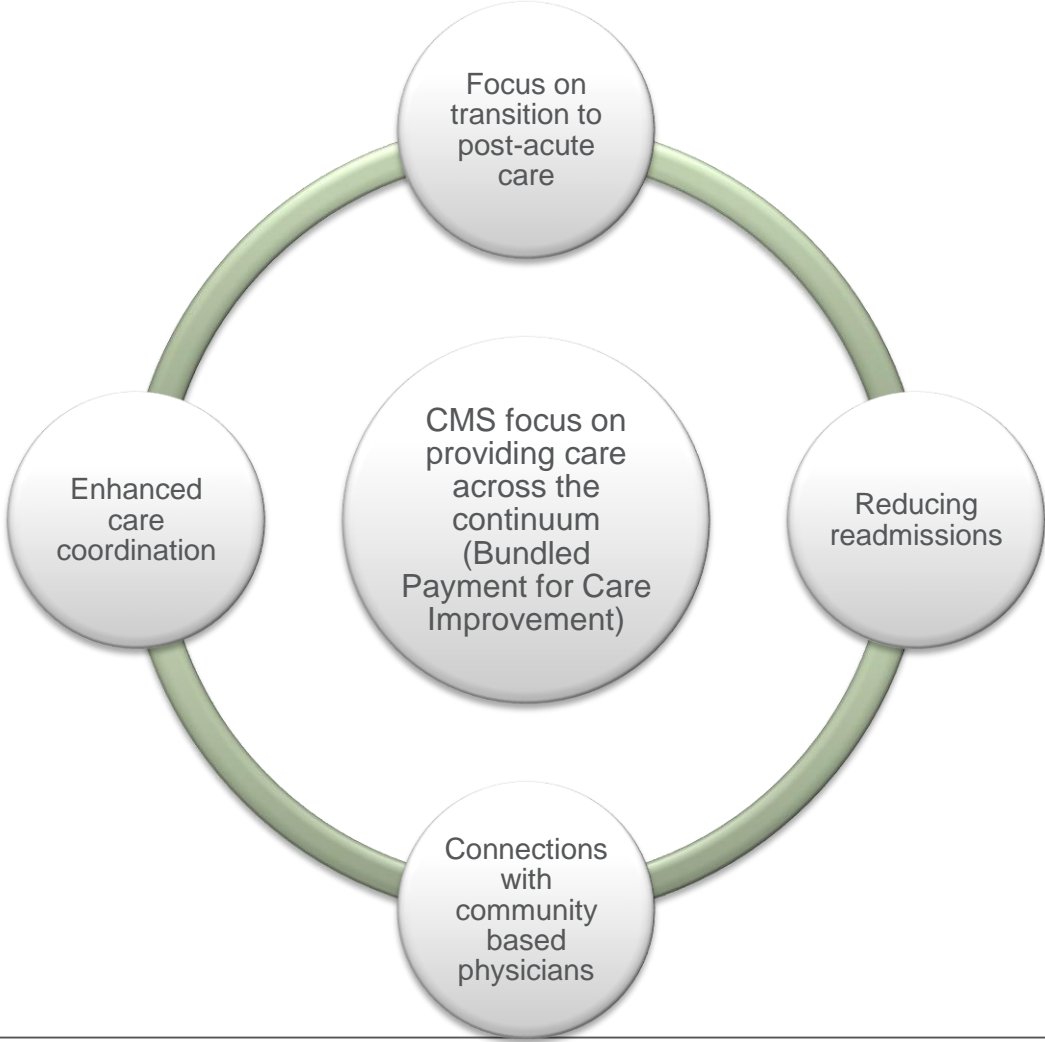 Focus on
transition to
post-acute
care
CMS focus on
providing care
across the
continuum
(Bundled
Payment for Care
Improvement)
Enhanced
care
coordination
Reducing
readmissions
Connections
with
community
based
physicians